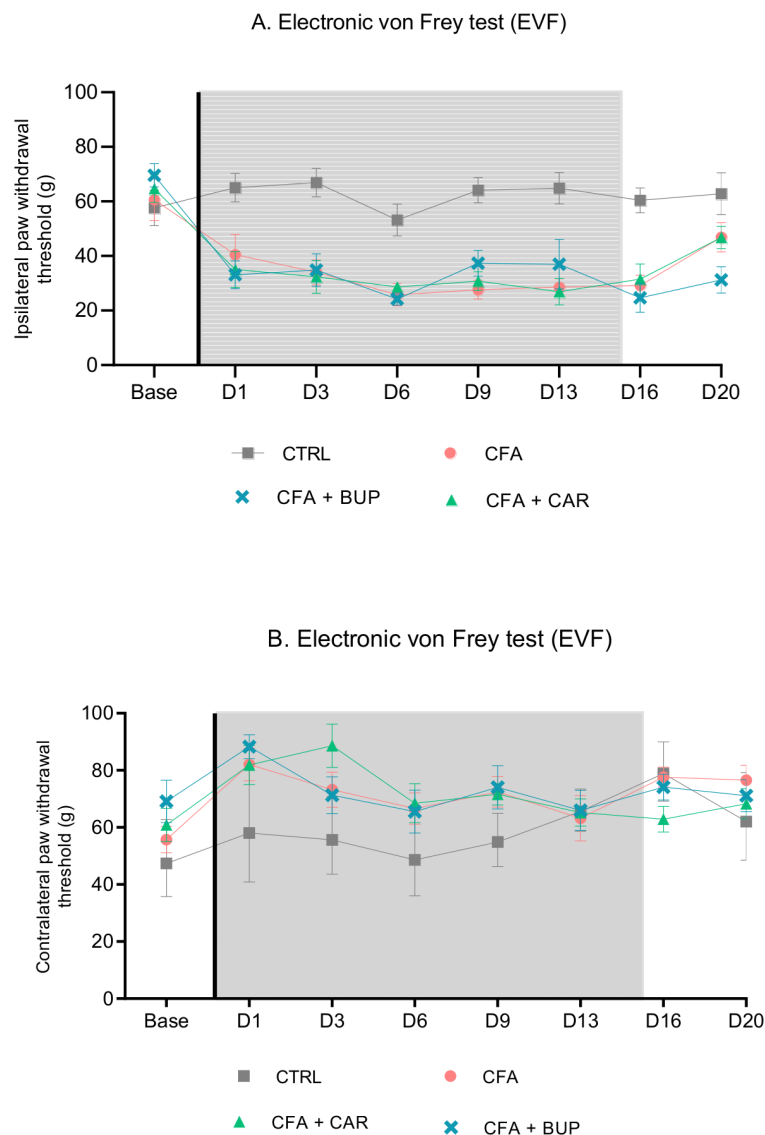 A. Electronic von Frey test (EVF)
Ipsilateral paw withdrawal
threshold (g)
100
80
60
40
20
0
Base D1 D3 D6 D9 D13 D16 D20
CTRL CFA
CFA + BUP CFA + CAR
B. Electronic von Frey test (EVF)
Contralateral paw withdrawal
threshold (g)
100
80
60
40
20
0
Base D1 D3 D6 D9 D13 D16 D20
CTRL CFA
CFA + CAR CFA + BUP